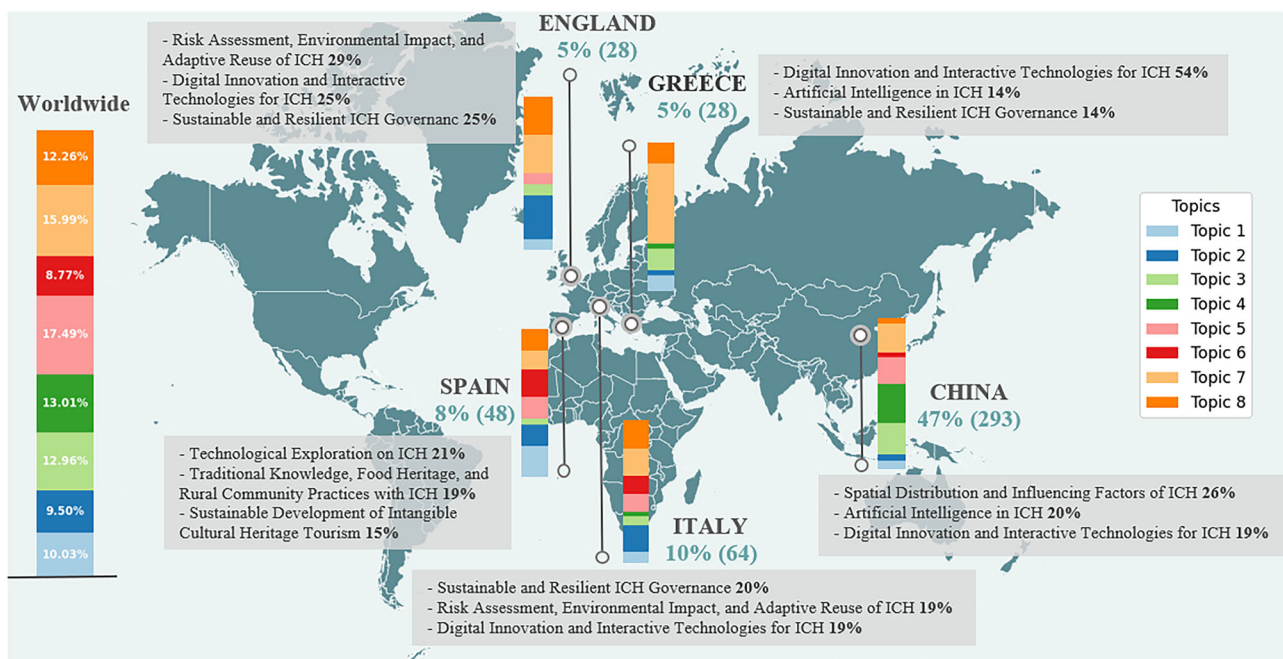 Worldwide
12.26%
15.99%
8.77%
17.49%
13.01%
12.96%
9.50%
10.03%
- Risk Assessment, Environmental Impact, and
Adaptive Reuse of ICH 29%
- Digital Innovation and Interactive
Technologies for ICH 25%
- Sustainable and Resilient ICH Governanc 25%
ENGLAND
5% (28)
GREECE
5% (28)
- Digital Innovation and Interactive Technologies for ICH 54%
- Artificial Intelligence in ICH 14%
- Sustainable and Resilient ICH Governance 14%
Topics
Topic 1
Topic 2
Topic 3
Topic 4
Topic 5
Topic 6
Topic 7
Topic 8
SPAIN
8% (48)
- Technological Exploration on ICH 21%
- Traditional Knowledge, Food Heritage, and
Rural Community Practices with ICH 19%
- Sustainable Development of Intangible
Cultural Heritage Tourism 15%
CHINA
47% (293)
- Spatial Distribution and Influencing Factors of ICH 26%
- Artificial Intelligence in ICH 20%
- Digital Innovation and Interactive Technologies for ICH 19%
ITALY
10% (64)
- Sustainable and Resilient ICH Governance 20%
- Risk Assessment, Environmental Impact, and Adaptive Reuse of ICH 19%
- Digital Innovation and Interactive Technologies for ICH 19%